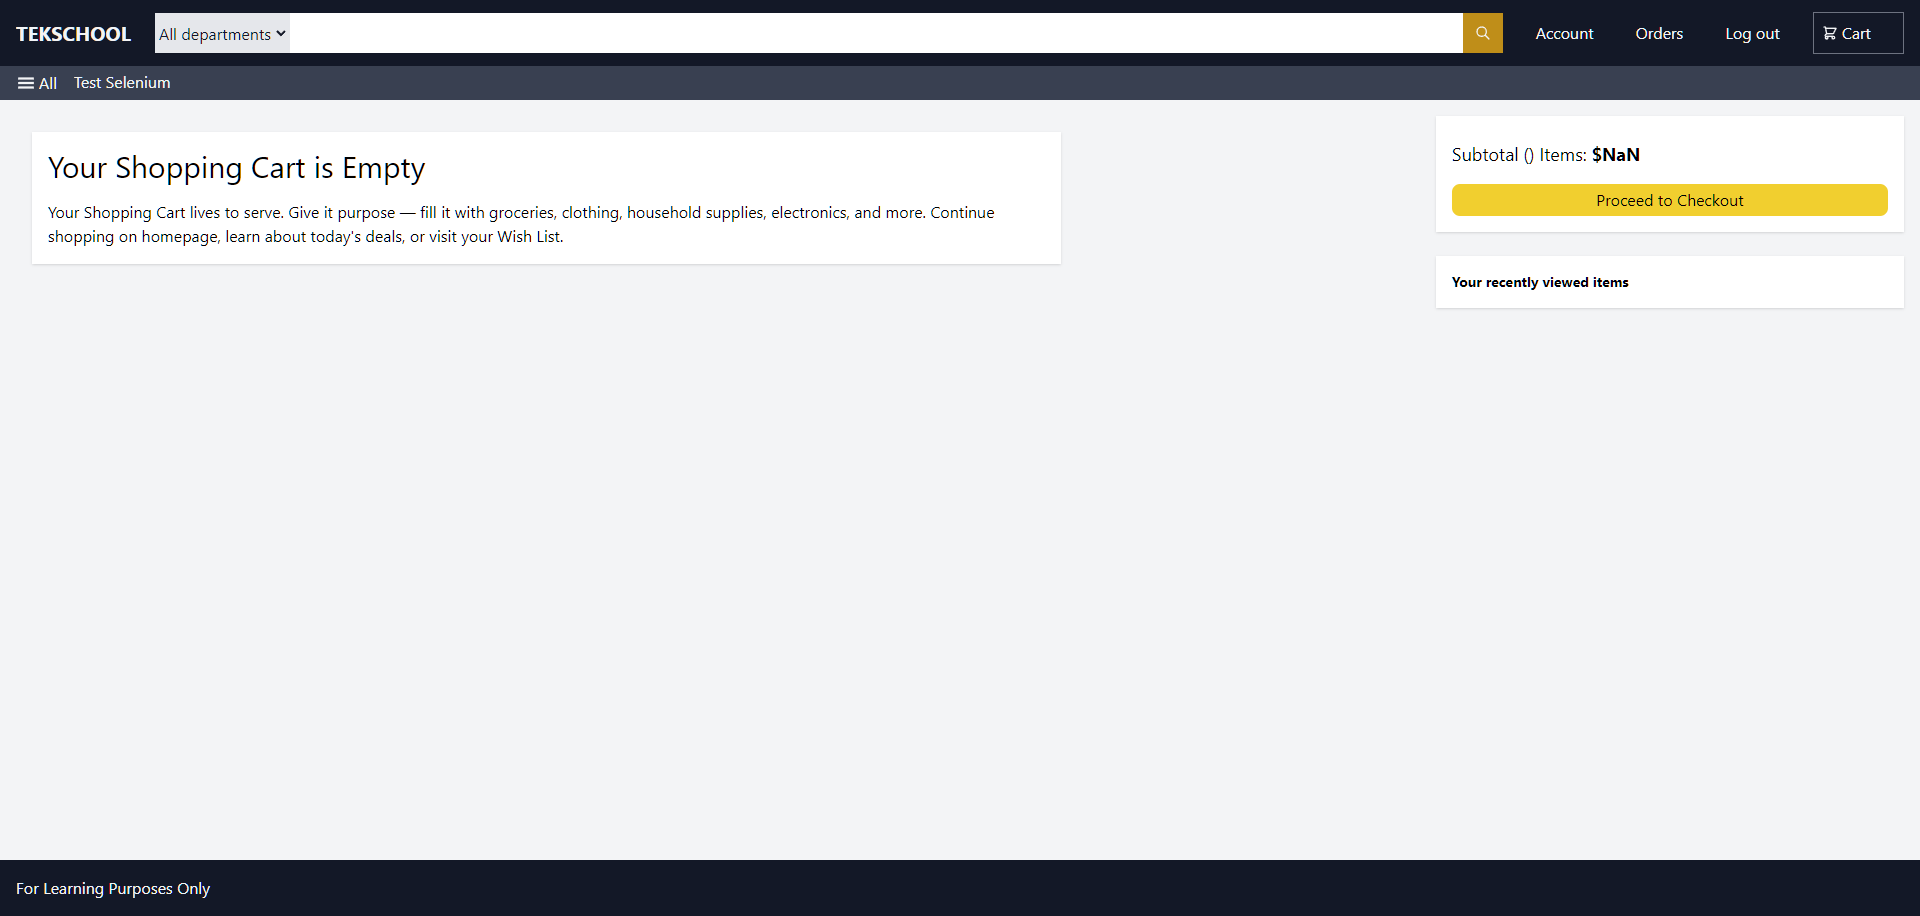 TEKSCHOOL
All departments
Account
Orders
Log out
Cart
All
Test Selenium
Your Shopping Cart is Empty
Your Shopping Cart lives to serve. Give it purpose — fill it with groceries, clothing, household supplies, electronics, and more. Continue
shopping on homepage, learn about today's deals, or visit your Wish List.
Subtotal () Items: $NaN
Proceed to Checkout
Your recently viewed items
For Learning Purposes Only